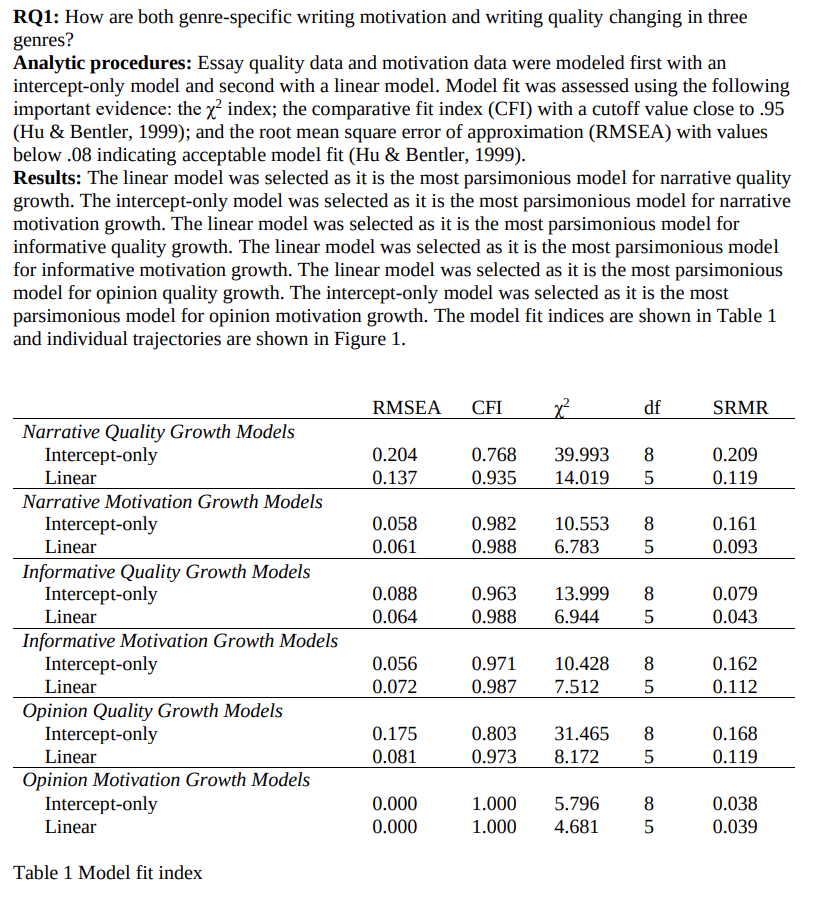 RQ1: How are both genre-specific writing motivation and writing quality changing in three
genres?
Analytic procedures: Essay quality data and motivation data were modeled first with an
intercept-only model and second with a linear model. Model fit was assessed using the following
important evidence: the χ² index; the comparative fit index (CFI) with a cutoff value close to .95
(Hu & Bentler, 1999); and the root mean square error of approximation (RMSEA) with values
below .08 indicating acceptable model fit (Hu & Bentler, 1999).
Results: The linear model was selected as it is the most parsimonious model for narrative quality
growth. The intercept-only model was selected as it is the most parsimonious model for narrative
motivation growth. The linear model was selected as it is the most parsimonious model for
informative quality growth. The linear model was selected as it is the most parsimonious model
for informative motivation growth. The linear model was selected as it is the most parsimonious
model for opinion quality growth. The intercept-only model was selected as it is the most
parsimonious model for opinion motivation growth. The model fit indices are shown in Table 1
and individual trajectories are shown in Figure 1.
RMSEA CFI χ² df SRMR
Narrative Quality Growth Models
Intercept-only 0.204 0.768 39.993 8 0.209
Linear 0.137 0.935 14.019 5 0.119
Narrative Motivation Growth Models
Intercept-only 0.058 0.982 10.553 8 0.161
Linear 0.061 0.988 6.783 5 0.093
Informative Quality Growth Models
Intercept-only 0.088 0.963 13.999 8 0.079
Linear 0.064 0.988 6.944 5 0.043
Informative Motivation Growth Models
Intercept-only 0.056 0.971 10.428 8 0.162
Linear 0.072 0.987 7.512 5 0.112
Opinion Quality Growth Models
Intercept-only 0.175 0.803 31.465 8 0.168
Linear 0.081 0.973 8.172 5 0.119
Opinion Motivation Growth Models
Intercept-only 0.000 1.000 5.796 8 0.038
Linear 0.000 1.000 4.681 5 0.039
Table 1 Model fit index